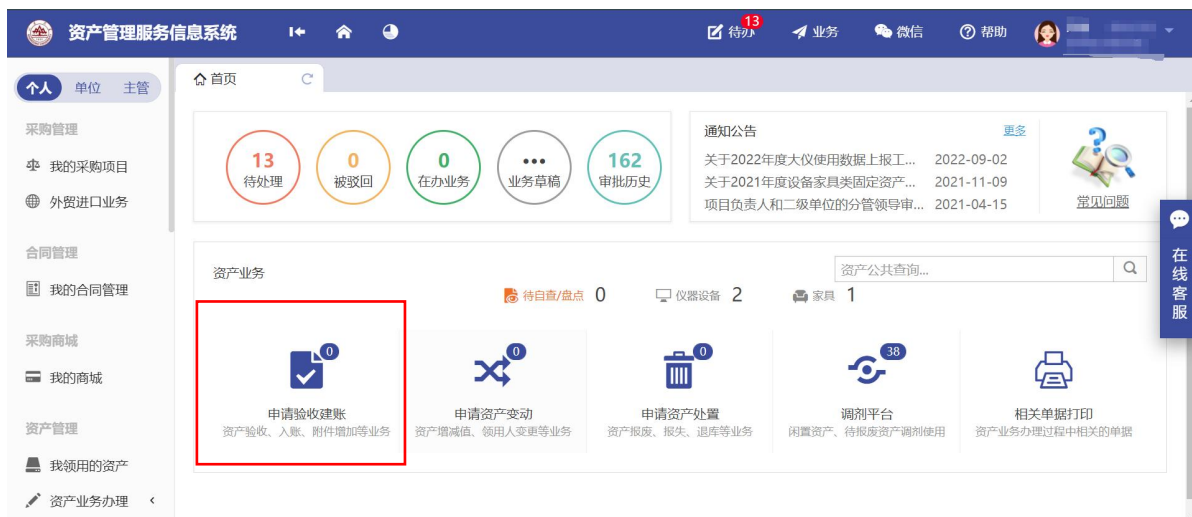 资产管理服务信息系统
待办
13
业务
微信
帮助
个人 单位 主管
首页
采购管理
我的采购项目
外贸进口业务
合同管理
我的合同管理
采购商城
我的商城
资产管理
我领用的资产
资产业务办理
13
待处理
0
被驳回
0
在办业务
业务草稿
162
审批历史
通知公告
更多
关于2022年度大仪使用数据上报工... 2022-09-02
关于2021年度设备家具类固定资产... 2021-11-09
项目负责人和二级单位的分管领导审... 2021-04-15
常见问题
资产业务
资产公共查询...
待自查/盘点 0
仪器设备 2
家具 1
0
申请验收建账
资产验收、入账、附件增加等业务
0
申请资产变动
资产增减值、领用人变更等业务
0
申请资产处置
资产报废、报失、退库等业务
38
调剂平台
闲置资产、待报废资产调剂使用
相关单据打印
资产业务办理过程中相关的单据
在线客服